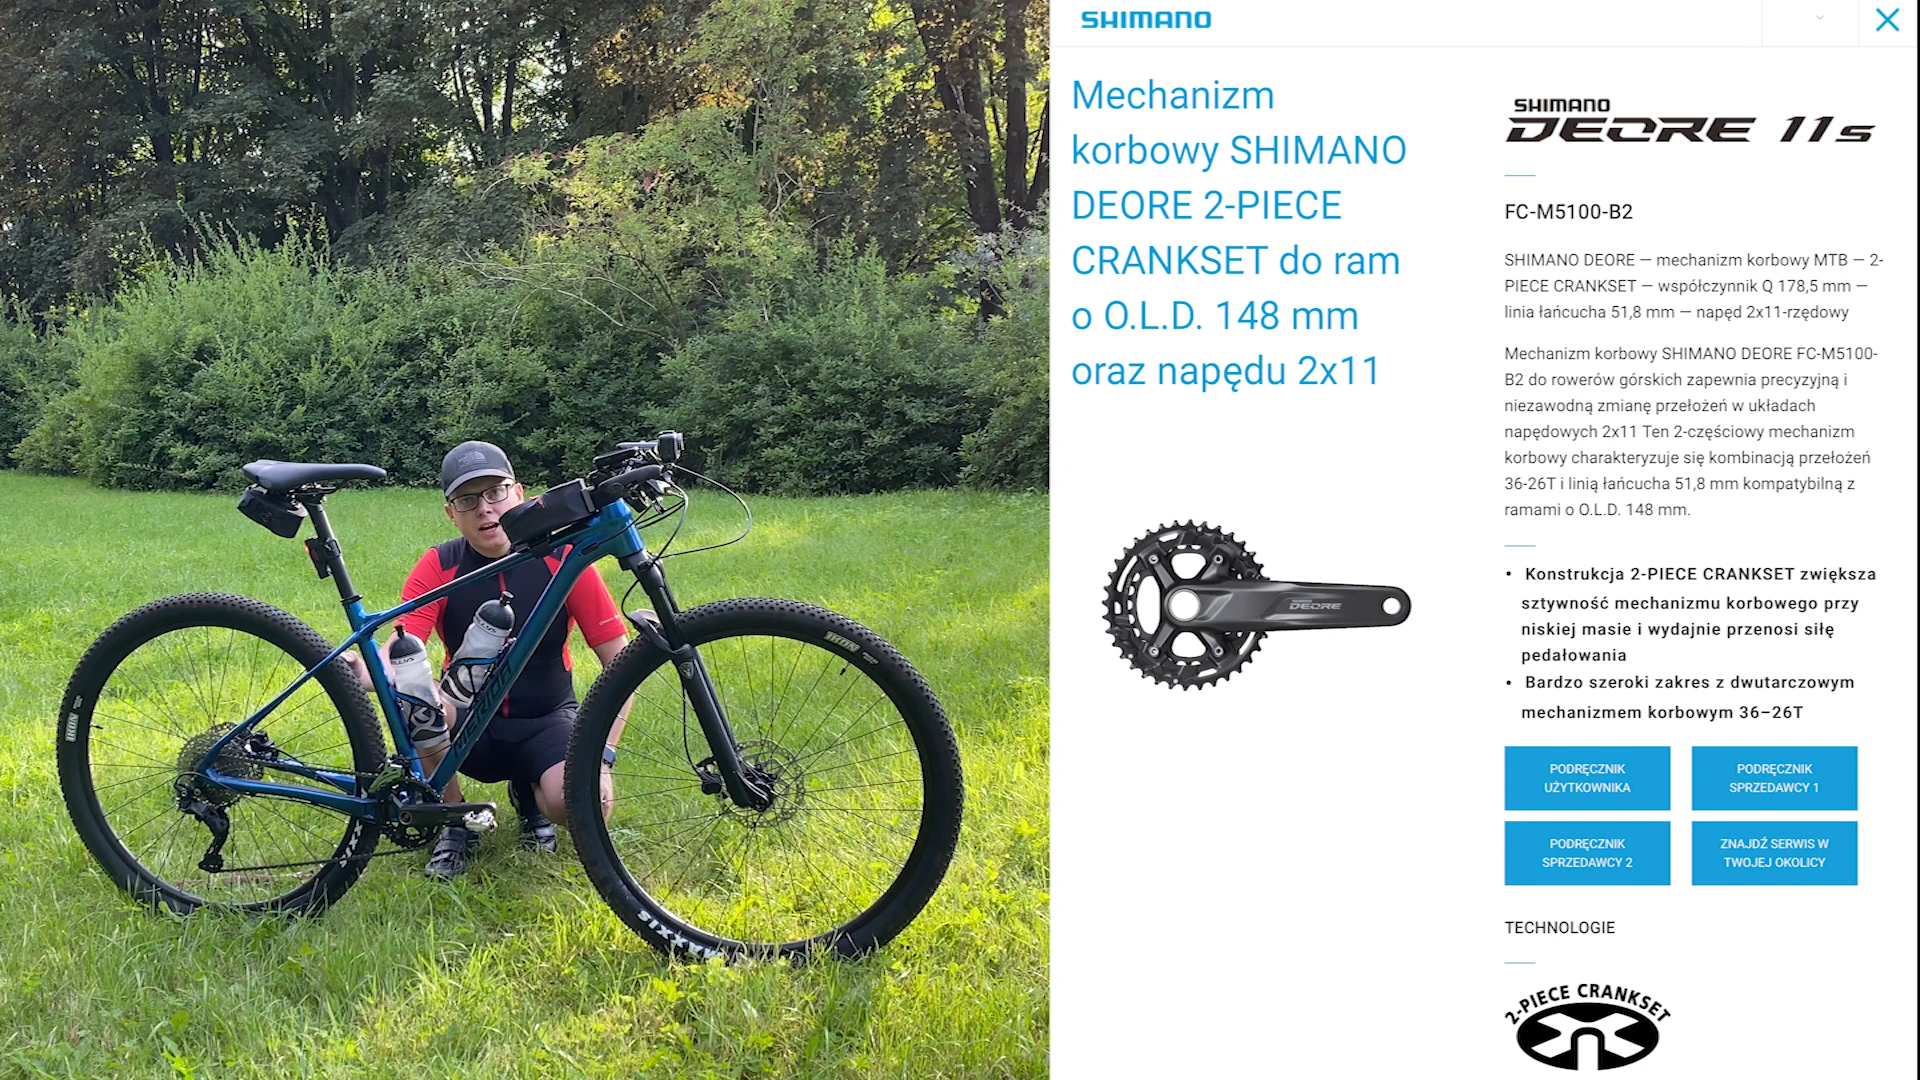 SHIMANO
Mechanizm
korbowy SHIMANO
DEORE 2-PIECE
CRANKSET do ram
o O.L.D. 148 mm
oraz napędu 2x11
SHIMANO
DEORE 11s
FC-M5100-B2
SHIMANO DEORE — mechanizm korbowy MTB — 2-
PIECE CRANKSET — współczynnik Q 178,5 mm —
linia łańcucha 51,8 mm — napęd 2x11-rzędowy
Mechanizm korbowy SHIMANO DEORE FC-M5100-
B2 do rowerów górskich zapewnia precyzyjną i
niezawodną zmianę przełożeń w układach
napędowych 2x11 Ten 2-częściowy mechanizm
korbowy charakteryzuje się kombinacją przełożeń
36-26T i linią łańcucha 51,8 mm kompatybilną z
ramami o O.L.D. 148 mm.
• Konstrukcja 2-PIECE CRANKSET zwiększa
sztywność mechanizmu korbowego przy
niskiej masie i wydajnie przenosi siłę
pedałowania
• Bardzo szeroki zakres z dwutarczowym
mechanizmem korbowym 36–26T
PODRĘCZNIK
UŻYTKOWNIKA
PODRĘCZNIK
SPRZEDAWCY 1
PODRĘCZNIK
SPRZEDAWCY 2
ZNAJDŹ SERWIS W
TWOJEJ OKOLICY
TECHNOLOGIE
2-PIECE CRANKSET
DEORE
MERIDA
IKON
IKON
MAXXIS